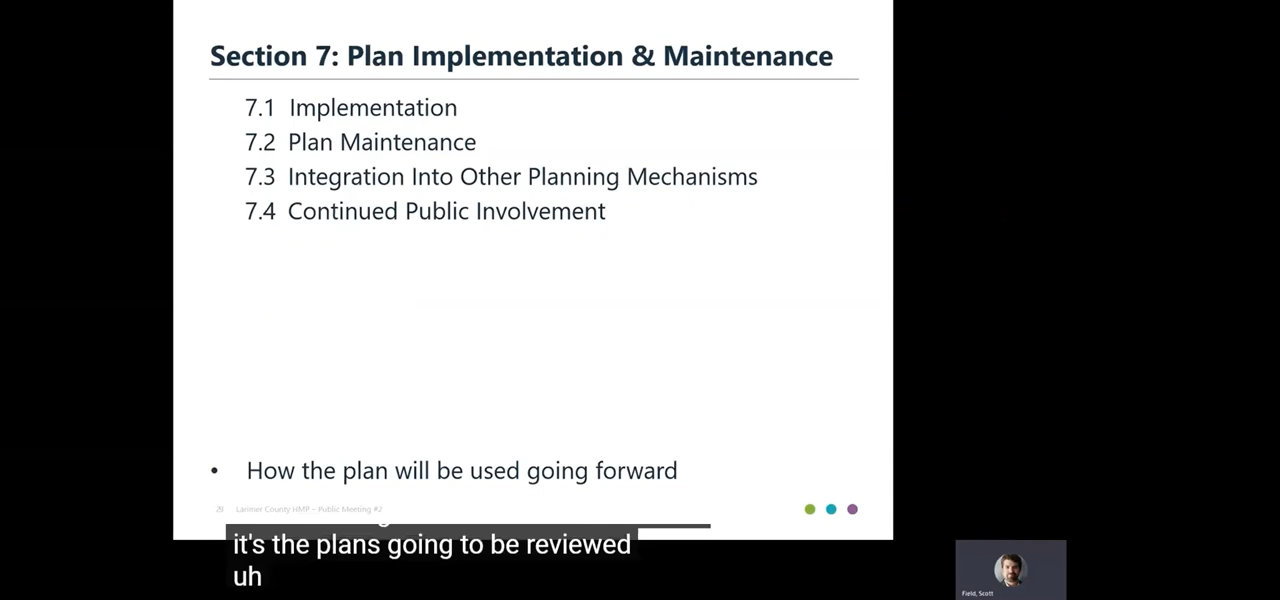 Section 7: Plan Implementation & Maintenance
7.1 Implementation
7.2 Plan Maintenance
7.3 Integration Into Other Planning Mechanisms
7.4 Continued Public Involvement
• How the plan will be used going forward
29 Larimer County HMP – Public Meeting #2
it's the plans going to be reviewed
uh
Field, Scott